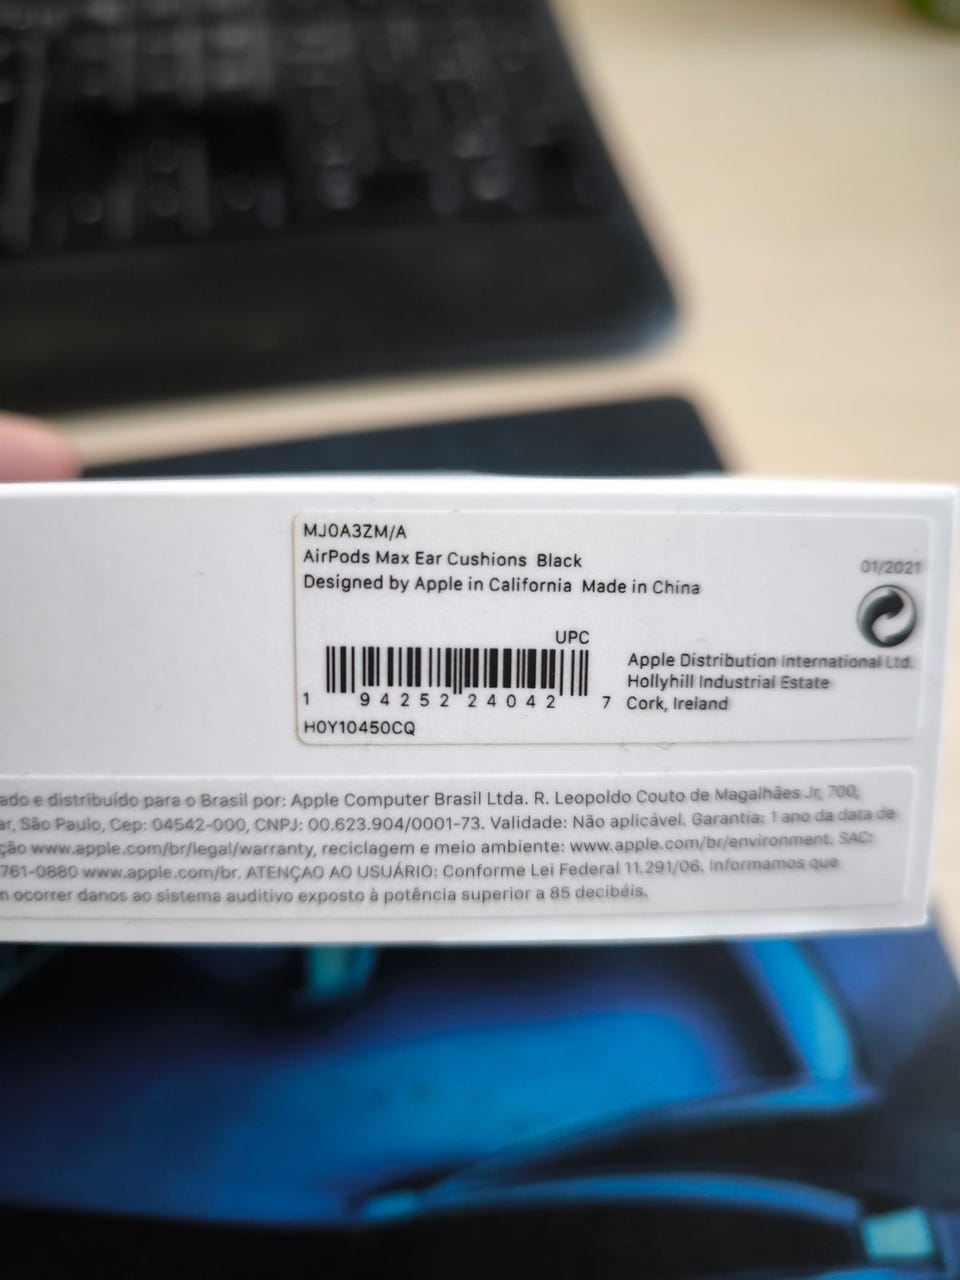 MJ0A3ZM/A
AirPods Max Ear Cushions Black
Designed by Apple in California Made in China
01/2021
UPC
1 94252 24042 7
Apple Distribution International Ltd.
Hollyhill Industrial Estate
Cork, Ireland
H0Y10450CQ
ado e distribuído para o Brasil por: Apple Computer Brasil Ltda. R. Leopoldo Couto de Magalhães Jr, 700,
ar, São Paulo, Cep: 04542-000, CNPJ: 00.623.904/0001-73. Validade: Não aplicável. Garantia: 1 ano da data de
ção www.apple.com/br/legal/warranty, reciclagem e meio ambiente: www.apple.com/br/environment. SAC:
761-0880 www.apple.com/br. ATENÇAO AO USUÁRIO: Conforme Lei Federal 11.291/06. Informamos que
m ocorrer danos ao sistema auditivo exposto à potência superior a 85 decibéis.